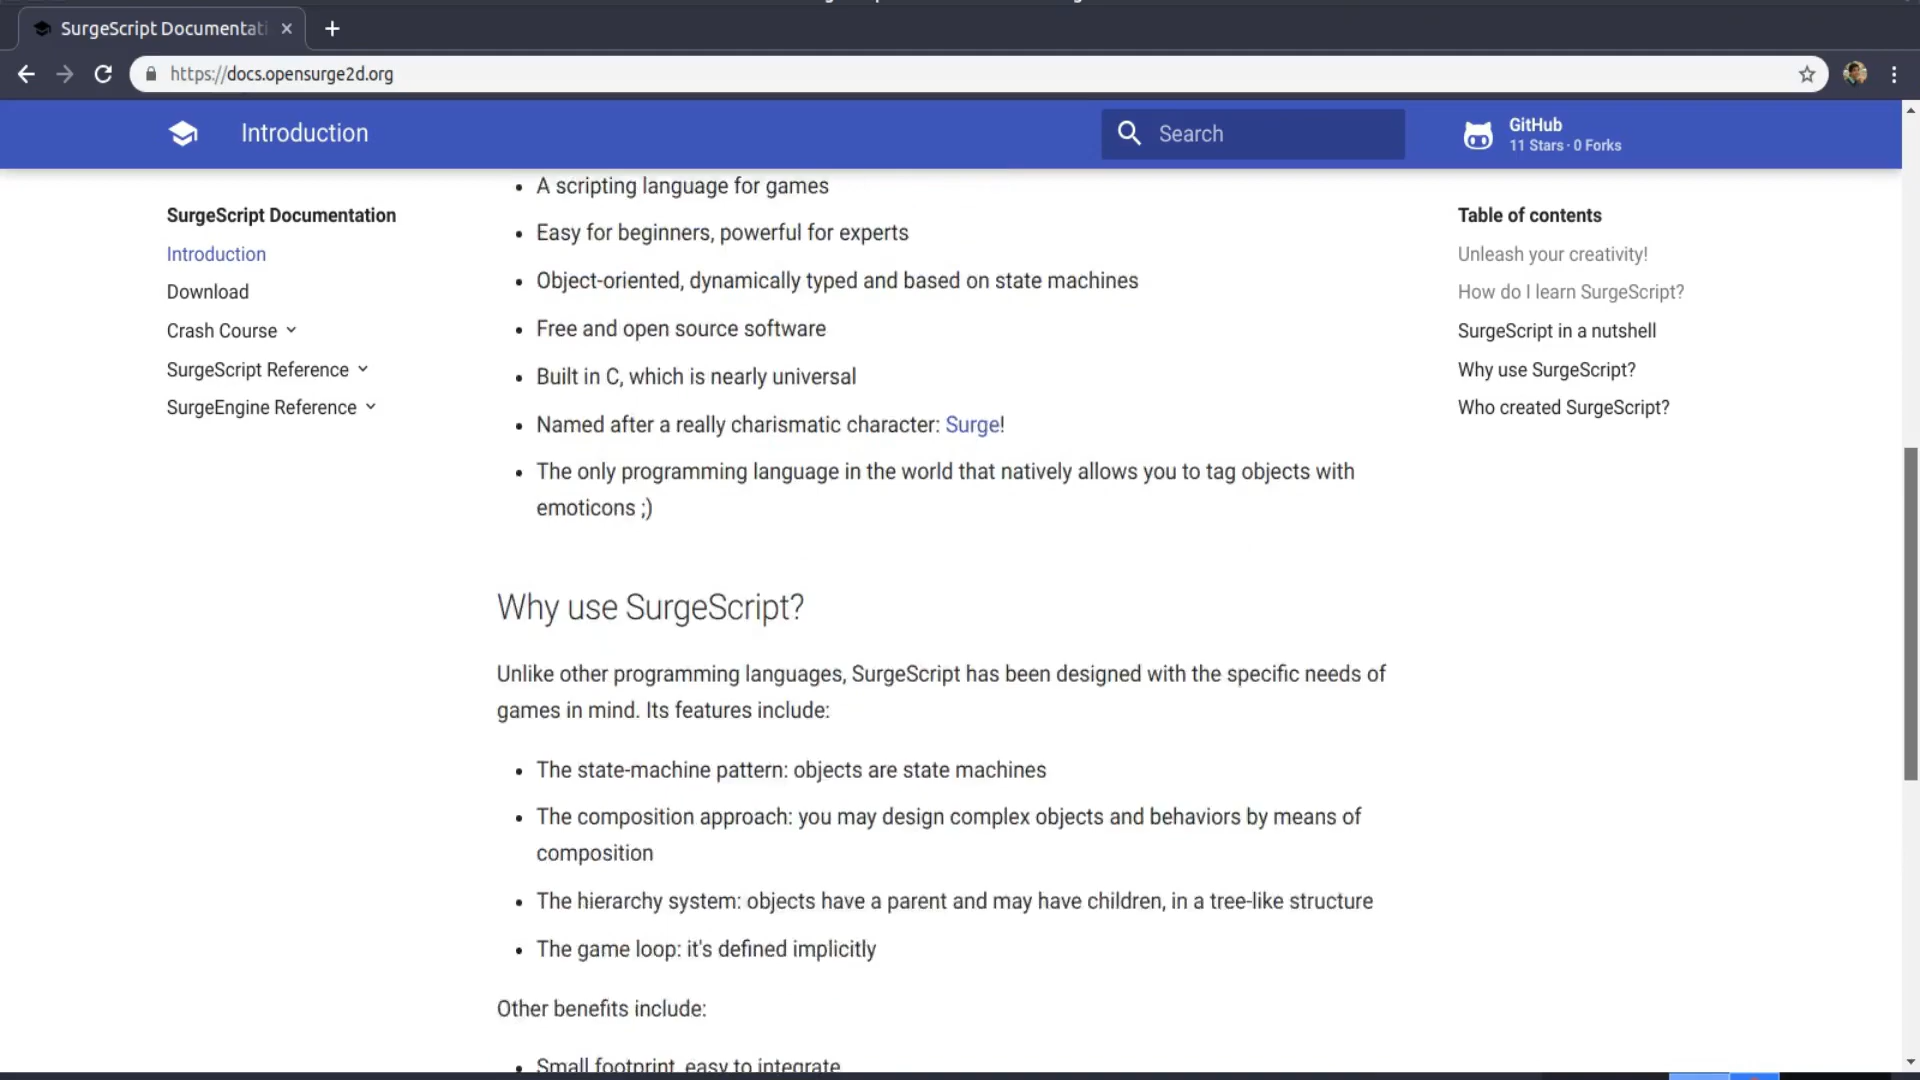 SurgeScript Documentati
https://docs.opensurge2d.org
Introduction
Search
GitHub
11 Stars · 0 Forks
SurgeScript Documentation
Introduction
Download
Crash Course
SurgeScript Reference
SurgeEngine Reference
A scripting language for games
Easy for beginners, powerful for experts
Object-oriented, dynamically typed and based on state machines
Free and open source software
Built in C, which is nearly universal
Named after a really charismatic character: Surge!
The only programming language in the world that natively allows you to tag objects with
emoticons ;)
Why use SurgeScript?
Unlike other programming languages, SurgeScript has been designed with the specific needs of
games in mind. Its features include:
The state-machine pattern: objects are state machines
The composition approach: you may design complex objects and behaviors by means of
composition
The hierarchy system: objects have a parent and may have children, in a tree-like structure
The game loop: it's defined implicitly
Other benefits include:
Small footprint, easy to integrate
Table of contents
Unleash your creativity!
How do I learn SurgeScript?
SurgeScript in a nutshell
Why use SurgeScript?
Who created SurgeScript?